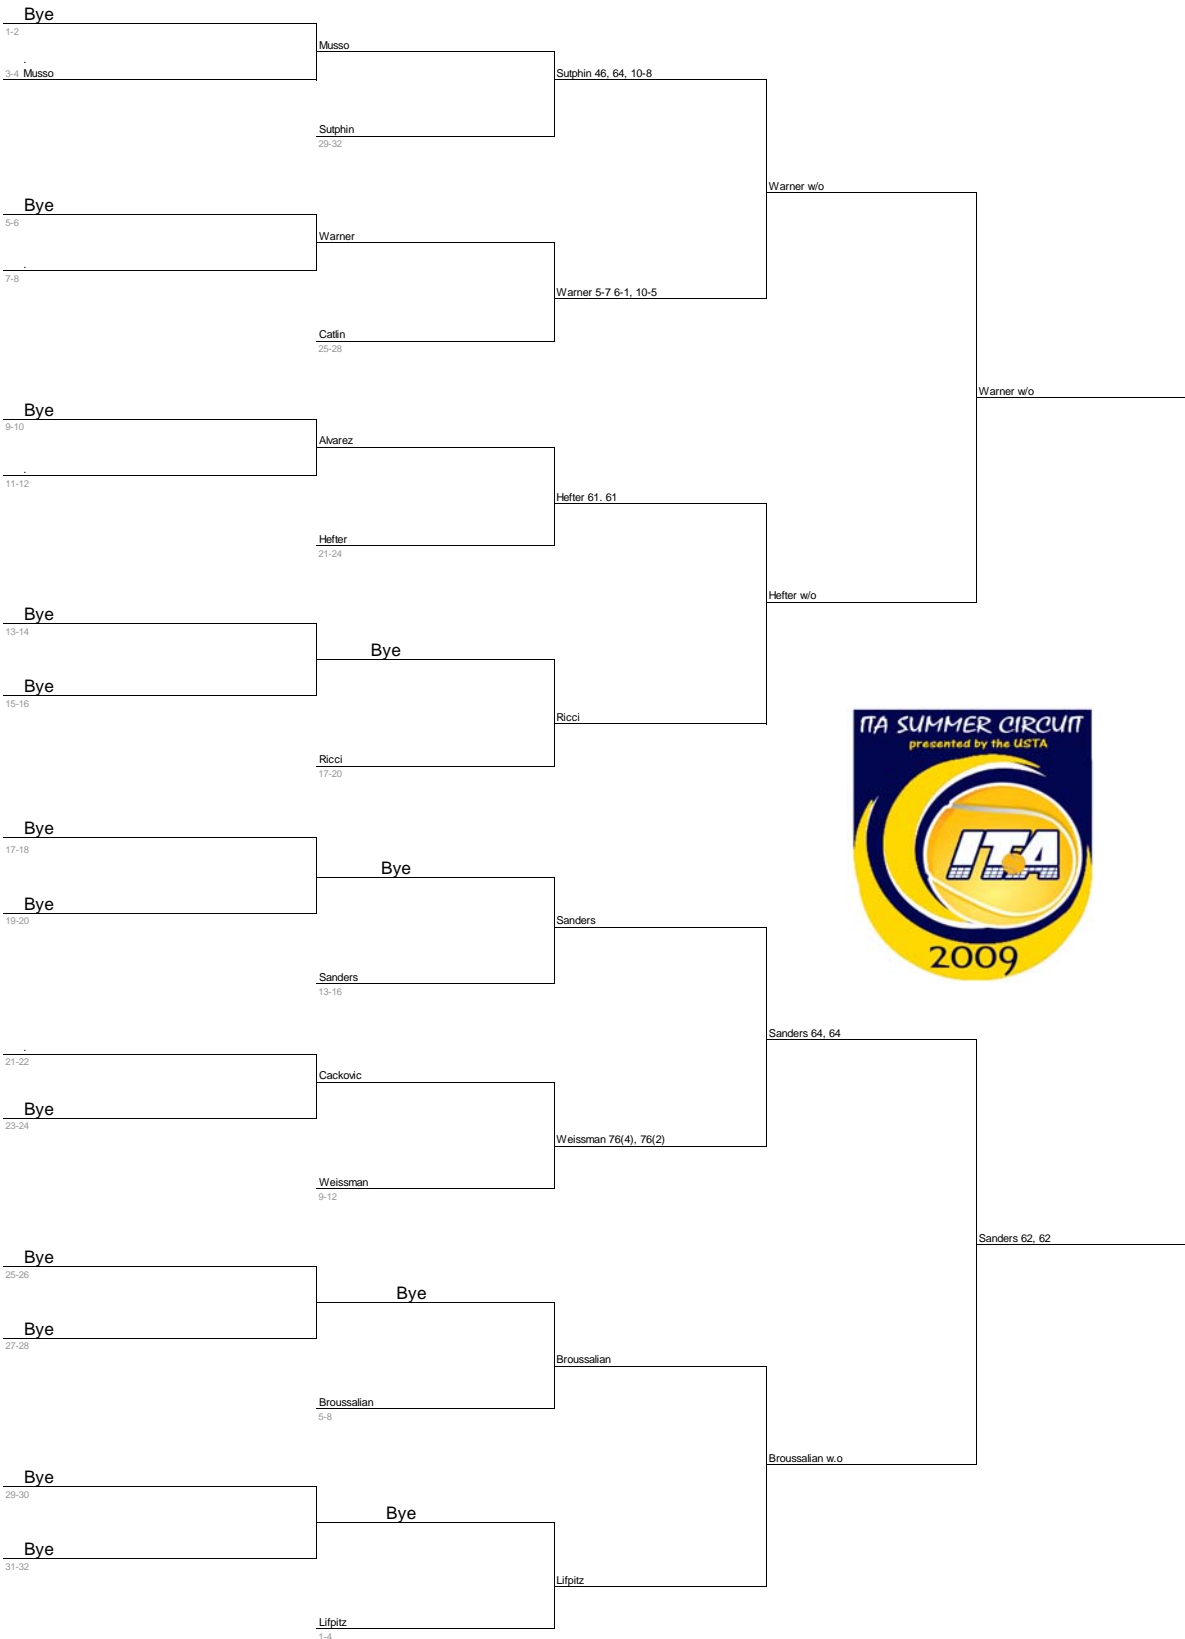 Bye
1-2
.
3-4 Musso
Musso
Sutphin 46, 64, 10-8
Sutphin
29-32
Warner w/o
Bye
5-6
.
7-8
Warner
Warner 5-7 6-1, 10-5
Catlin
25-28
Warner w/o
Bye
9-10
.
11-12
Alvarez
Hefter 61. 61
Hefter
21-24
Hefter w/o
Bye
13-14
Bye
Bye
15-16
Ricci
Ricci
17-20
ITA SUMMER CIRCUIT
presented by the USTA
ITA
2009
Bye
17-18
Bye
Bye
19-20
Sanders
Sanders
13-16
Sanders 64, 64
.
21-22
Cackovic
Bye
23-24
Weissman 76(4), 76(2)
Weissman
9-12
Sanders 62, 62
Bye
25-26
Bye
Bye
27-28
Broussalian
Broussalian
5-8
Broussalian w.o
Bye
29-30
Bye
Bye
31-32
Lifpitz
Lifpitz
1-4